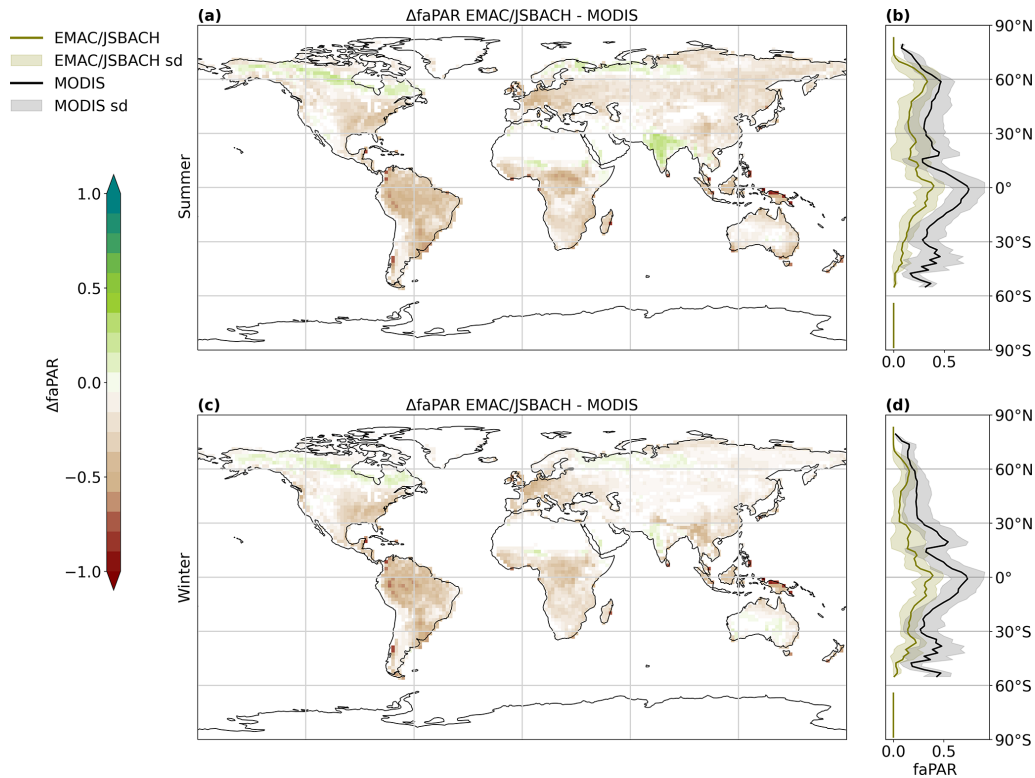 EMAC/JSBACH
EMAC/JSBACH sd
MODIS
MODIS sd
1.0
0.5
0.0
−0.5
−1.0
ΔfaPAR
(a)
ΔfaPAR EMAC/JSBACH - MODIS
Summer
(b)
90°N
60°N
30°N
0°
30°S
60°S
90°S
0.0 0.5
(c)
ΔfaPAR EMAC/JSBACH - MODIS
Winter
(d)
90°N
60°N
30°N
0°
30°S
60°S
90°S
0.0 0.5
faPAR